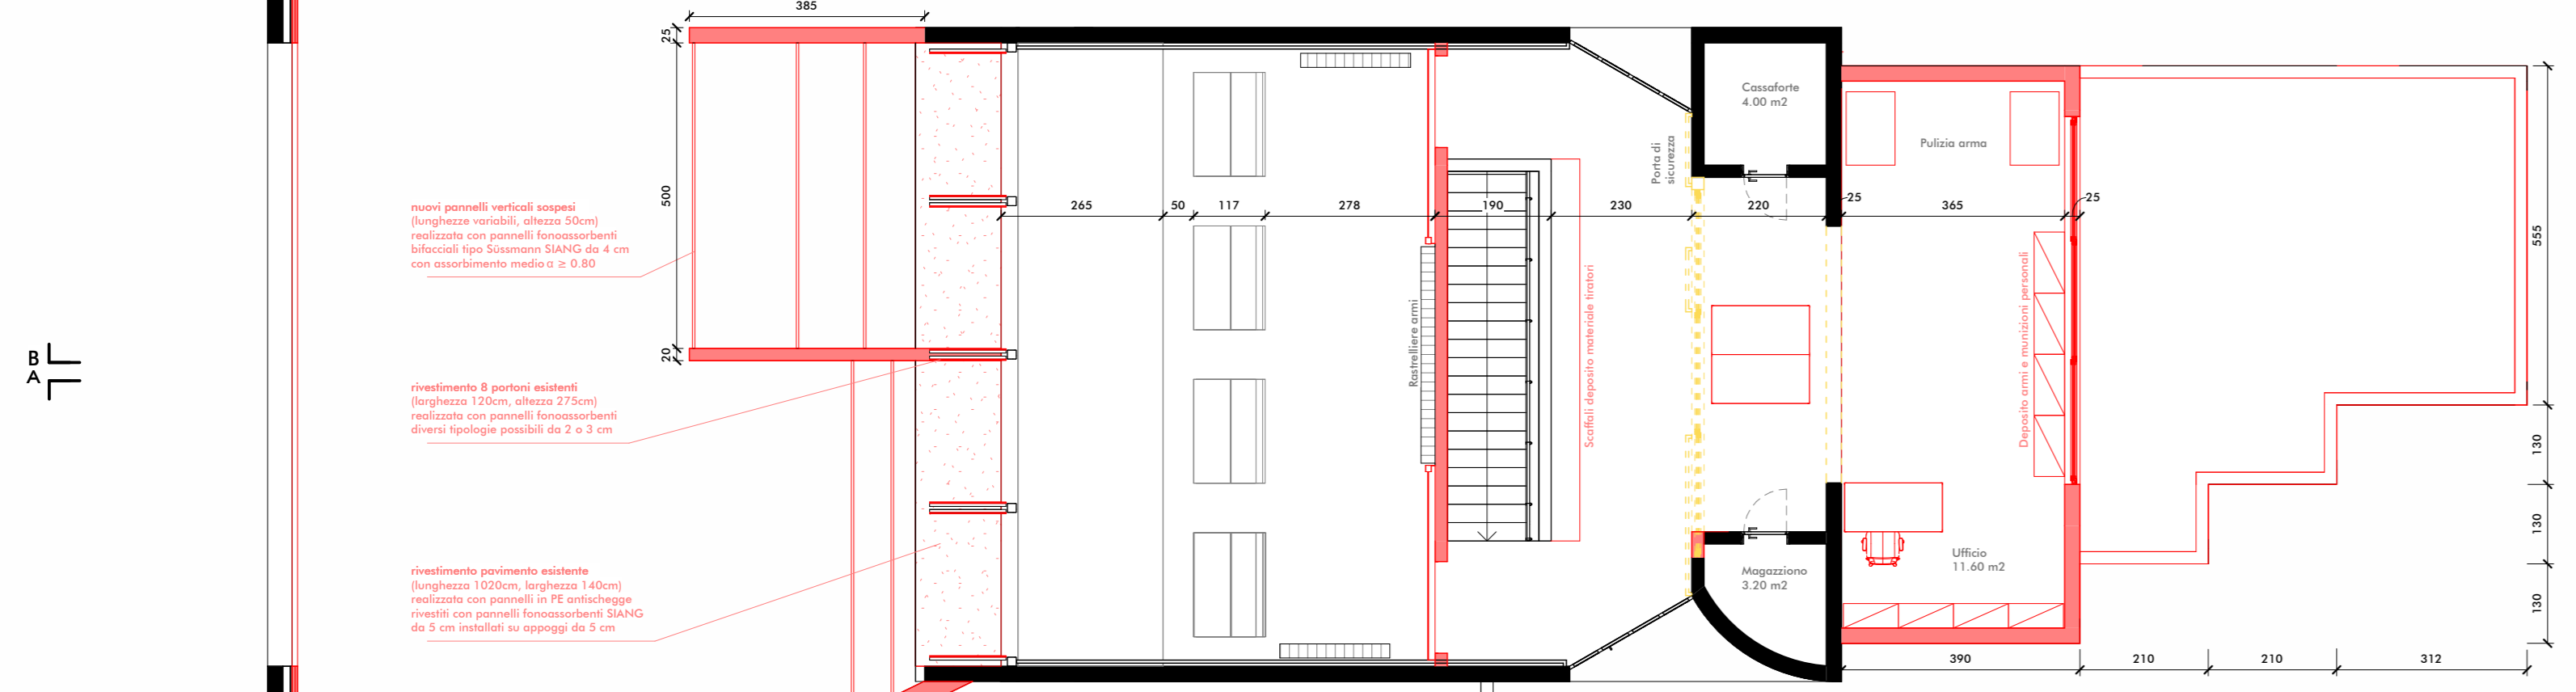 385
25
500
20
nuovi pannelli verticali sospesi
(lunghezze variabili, altezza 50cm)
realizzata con pannelli fonoassorbenti
bifacciali tipo Süssmann SIANG da 4 cm
con assorbimento medio α ≥ 0.80
B
A
rivestimento 8 portoni esistenti
(larghezza 120cm, altezza 275cm)
realizzata con pannelli fonoassorbenti
diversi tipologie possibili da 2 o 3 cm
rivestimento pavimento esistente
(lunghezza 1020cm, larghezza 140cm)
realizzata con pannelli in PE antischegge
rivestiti con pannelli fonoassorbenti SIANG
da 5 cm installati su appoggi da 5 cm
265
50
117
278
190
230
220
25
365
25
Rastrelliere armi
Scaffali deposito materiale tiratori
Porta di
sicurezza
Cassaforte
4.00 m2
Pulizia arma
Deposito armi e munizioni personali
Magazziono
3.20 m2
Ufficio
11.60 m2
555
130
130
130
390
210
210
312